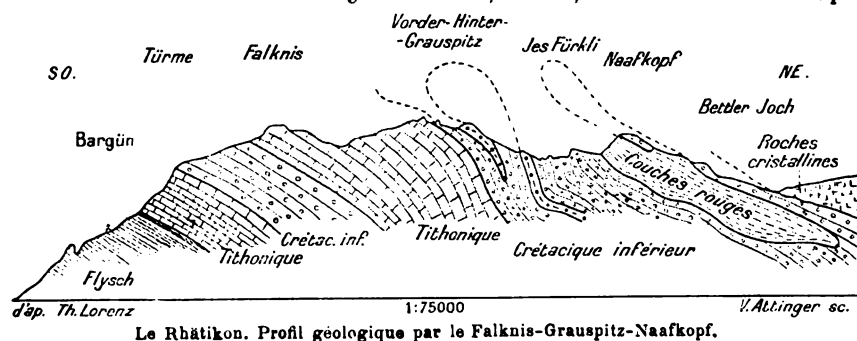 Vorder-Hinter-
-Grauspitz
Jes Fürkli
Türme
Falknis
Naafkopf
SO.
NE.
Bettler Joch
Bargün
Roches
cristallines
Couches rouges
Crétac. inf.
Tithonique
Tithonique
Crétacique inférieur
Flysch
d'ap. Th. Lorenz
1:75000
V. Attinger sc.
Le Rhätikon. Profil géologique par le Falknis-Grauspitz-Naafkopf.